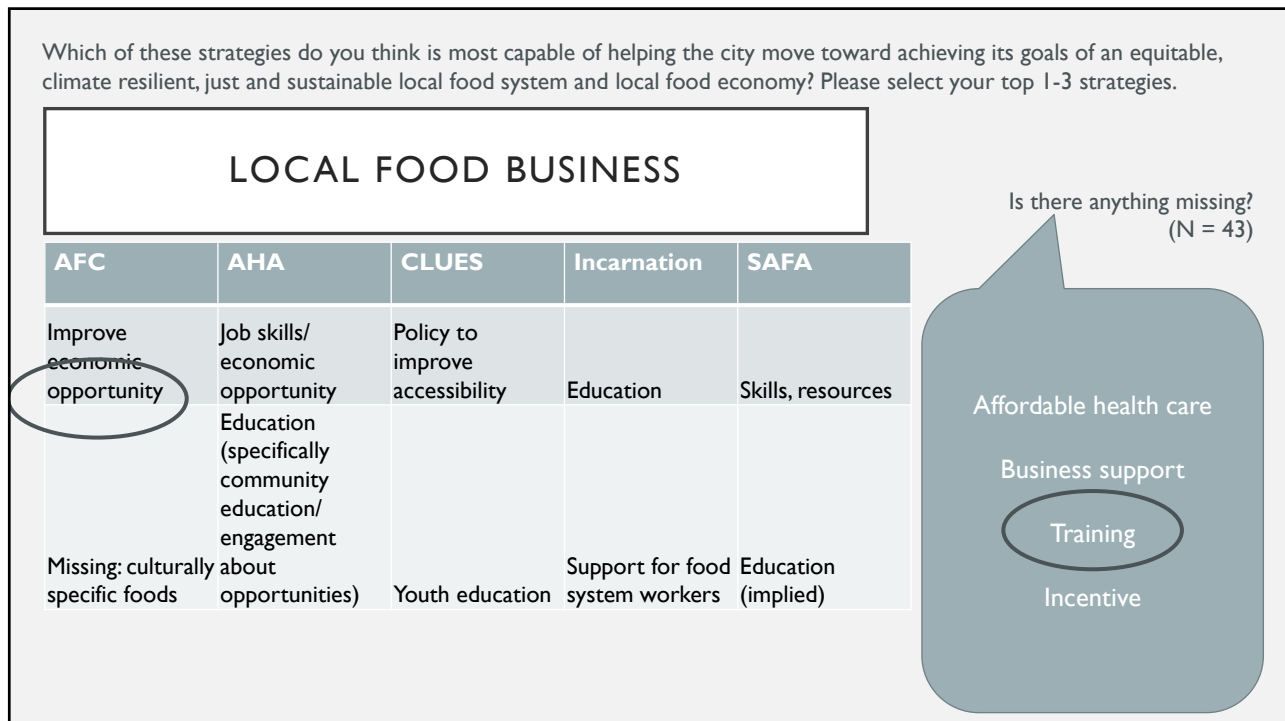 Which of these strategies do you think is most capable of helping the city move toward achieving its goals of an equitable,
climate resilient, just and sustainable local food system and local food economy? Please select your top 1-3 strategies.
LOCAL FOOD BUSINESS
Is there anything missing?
(N = 43)
AFC
AHA
CLUES
Incarnation
SAFA
Improve
economic
opportunity
Job skills/
economic
opportunity
Policy to
improve
accessibility
Education
Skills, resources
Missing: culturally
specific foods
Education
(specifically
community
education/
engagement
about
opportunities)
Youth education
Support for food
system workers
Education
(implied)
Affordable health care
Business support
Training
Incentive